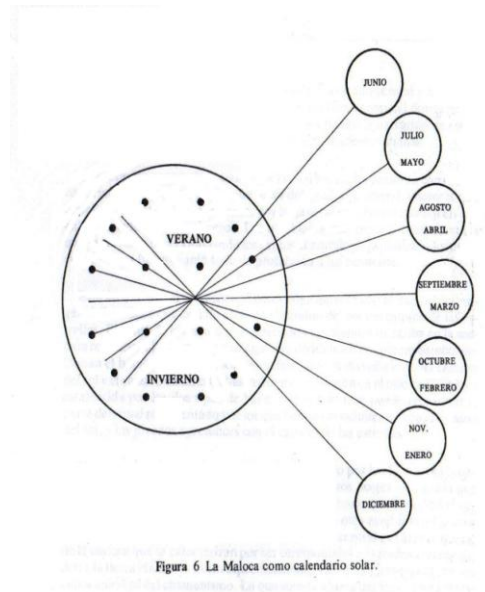 JUNIO
JULIO
MAYO
AGOSTO
ABRIL
VERANO
SEPTIEMBRE
MARZO
OCTUBRE
FEBRERO
INVIERNO
NOV.
ENERO
DICIEMBRE
Figura 6 La Maloca como calendario solar.